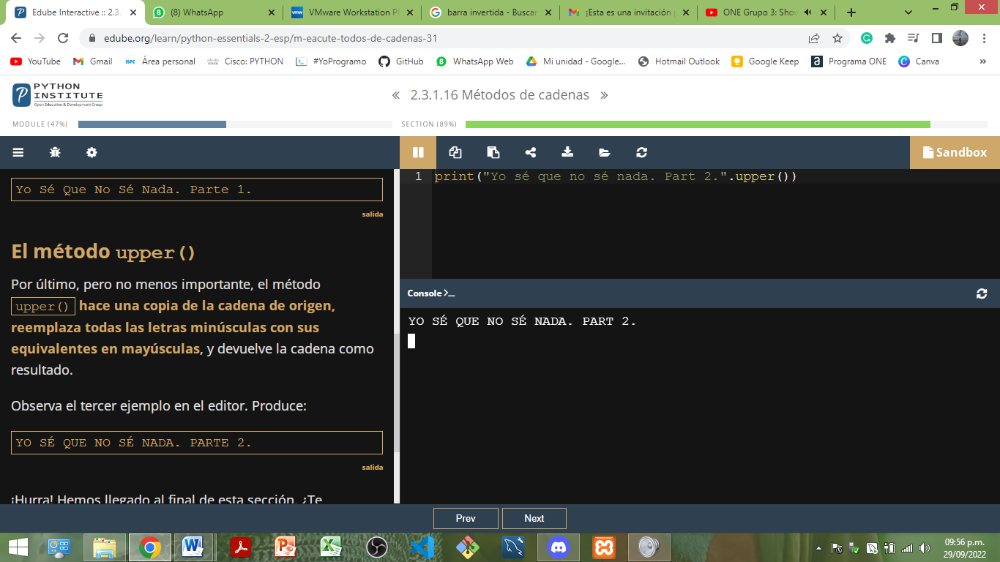 Edube Interactive :: 2.3.
(8) WhatsApp
VMware Workstation Pl
barra invertida - Buscar
¡Esta es una invitación p
ONE Grupo 3: Show
edube.org/learn/python-essentials-2-esp/m-eacute-todos-de-cadenas-31
YouTube
Gmail
Área personal
Cisco: PYTHON
#YoProgramo
GitHub
WhatsApp Web
Mi unidad - Google...
Hotmail Outlook
Google Keep
Programa ONE
Canva
»
PYTHON
INSTITUTE
Open Education & Development Group
« 2.3.1.16 Métodos de cadenas »
MODULE (47%)
SECTION (89%)
Sandbox
Yo Sé Que No Sé Nada. Parte 1.
salida
El método upper()
Por último, pero no menos importante, el método
upper() hace una copia de la cadena de origen,
reemplaza todas las letras minúsculas con sus
equivalentes en mayúsculas, y devuelve la cadena como
resultado.
Observa el tercer ejemplo en el editor. Produce:
YO SÉ QUE NO SÉ NADA. PARTE 2.
salida
¡Hurra! Hemos llegado al final de esta sección. ¿Te
1 print("Yo sé que no sé nada. Part 2.".upper())
Console >_
YO SÉ QUE NO SÉ NADA. PART 2.
Prev
Next
09:56 p.m.
29/09/2022